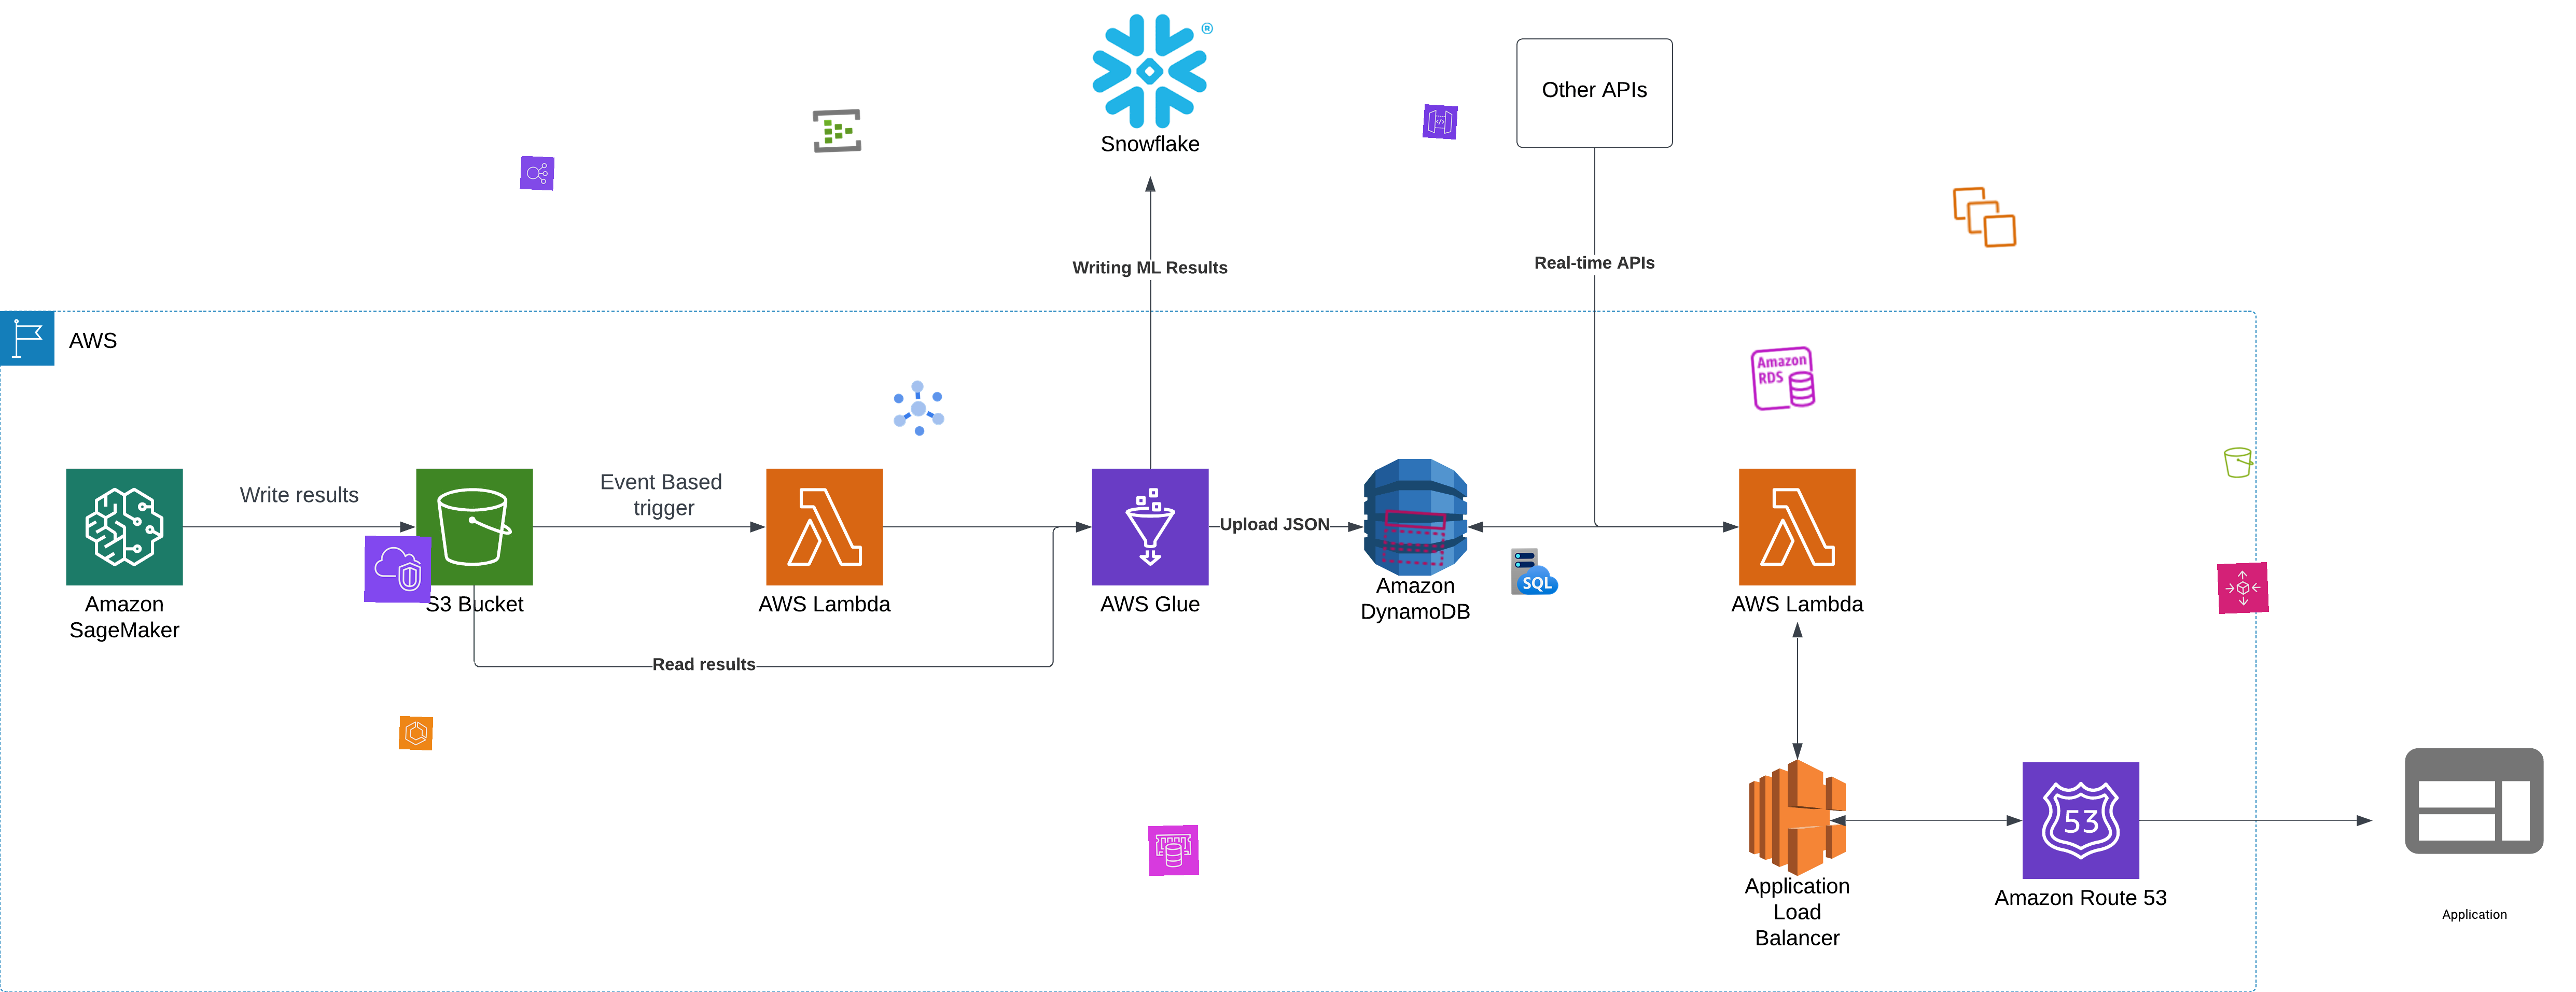 ®
Snowflake
Other APIs
Writing ML Results
Real-time APIs
AWS
Amazon
RDS
Write results
Event Based
trigger
Upload JSON
SQL
Amazon
SageMaker
S3 Bucket
AWS Lambda
AWS Glue
Amazon
DynamoDB
AWS Lambda
Read results
53
Application
Load
Balancer
Amazon Route 53
Application